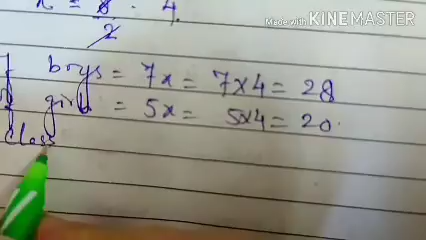 Made with KINEMASTER
x = 8 . 4
2
boys = 7x = 7x4 = 28
girls = 5x = 5x4 = 20.
Class